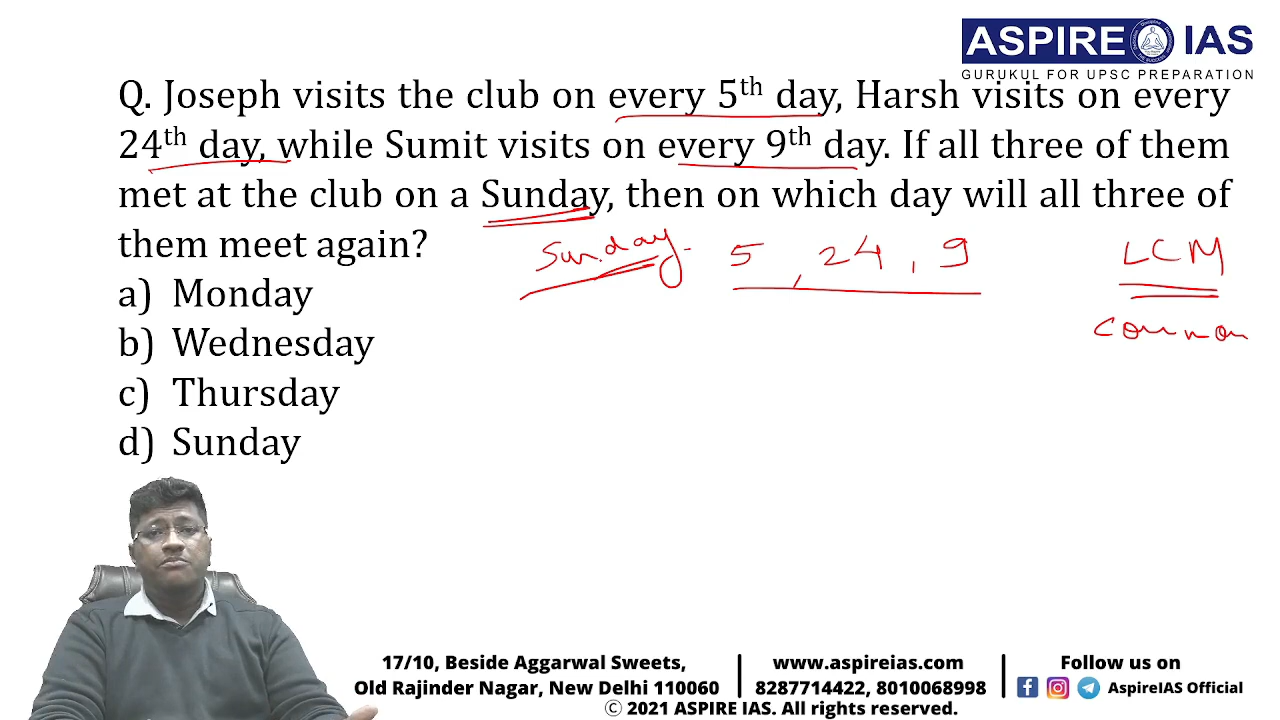 ASPIRE IAS
GURUKUL FOR UPSC PREPARATION
Q. Joseph visits the club on every 5th day, Harsh visits on every
24th day, while Sumit visits on every 9th day. If all three of them
met at the club on a Sunday, then on which day will all three of
them meet again?
Sunday. 5 , 24 , 9 LCM
common
a) Monday
b) Wednesday
c) Thursday
d) Sunday
17/10, Beside Aggarwal Sweets,
Old Rajinder Nagar, New Delhi 110060
www.aspireias.com
8287714422, 8010068998
Follow us on
AspireIAS Official
© 2021 ASPIRE IAS. All rights reserved.